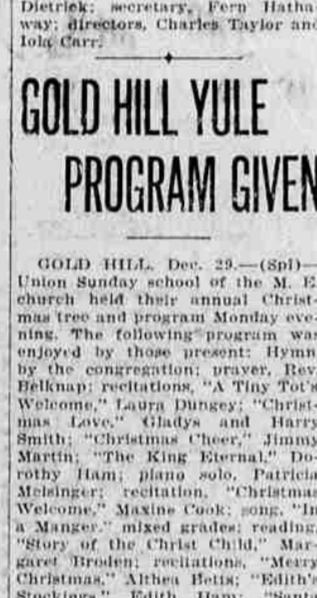 Dietrick; secretary, Fern Hatha-
way; directors, Charles Taylor and
Iola Carr.
GOLD HILL YULE
PROGRAM GIVEN
GOLD HILL, Dec. 29.—(Spl)—
Union Sunday school of the M. E.
church held their annual Christ-
mas tree and program Monday eve-
ning. The following program was
enjoyed by those present: Hymn
by the congregation; prayer, Rev.
Belknap; recitations, "A Tiny Tot's
Welcome," Laura Dungey; "Christ-
mas Love," Gladys and Harry
Smith; "Christmas Cheer," Jimmy
Martin; "The King Eternal," Do-
rothy Ham; piano solo, Patricia
Meisinger; recitation, "Christmas
Welcome," Maxine Cook; song, "In
a Manger," mixed grades; reading,
"Story of the Christ Child," Mar-
garet Broden; recitations, "Merry
Christmas," Althea Betts; "Edith's
Stockings," Edith Ham; "Santa